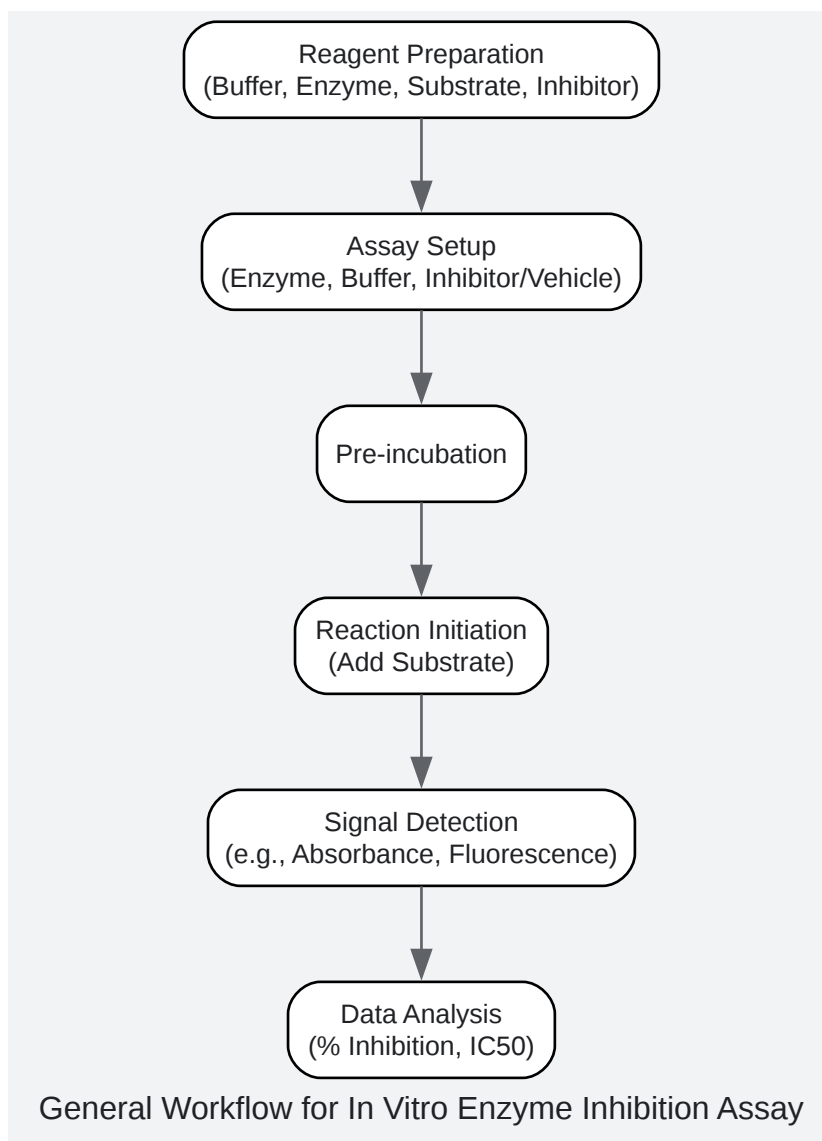 Reagent Preparation
(Buffer, Enzyme, Substrate, Inhibitor)
Assay Setup
(Enzyme, Buffer, Inhibitor/Vehicle)
Pre-incubation
Reaction Initiation
(Add Substrate)
Signal Detection
(e.g., Absorbance, Fluorescence)
Data Analysis
(% Inhibition, IC50)
General Workflow for In Vitro Enzyme Inhibition Assay